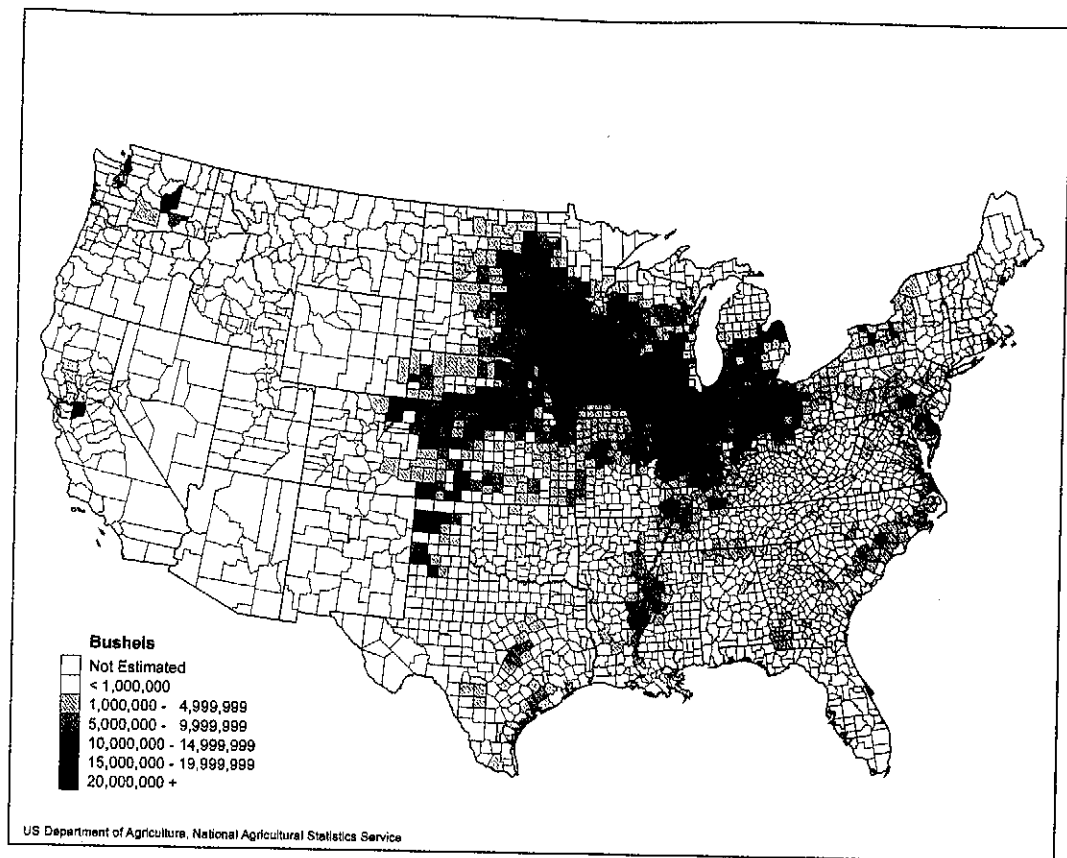 Bushels
Not Estimated
< 1,000,000
1,000,000 - 4,999,999
5,000,000 - 9,999,999
10,000,000 - 14,999,999
15,000,000 - 19,999,999
20,000,000 +
US Department of Agriculture, National Agricultural Statistics Service